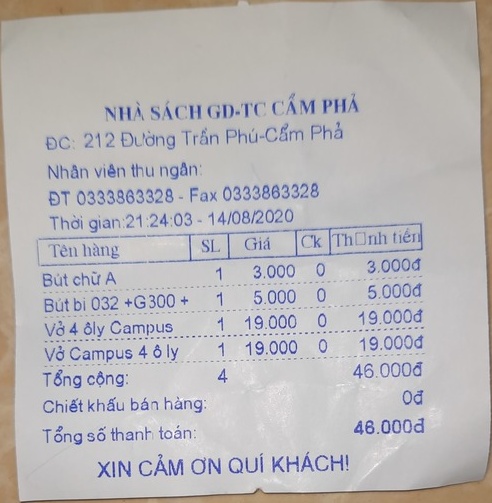 NHÀ SÁCH GD-TC CẨM PHẢ
ĐC: 212 Đường Trần Phú-Cẩm Phả
Nhân viên thu ngân:
ĐT 0333863328 - Fax 0333863328
Thời gian:21:24:03 - 14/08/2020
Tên hàng SL Giá Ck Th□nh tiền
Bút chữ A 1 3.000 0 3.000đ
Bút bi 032 +G300 + 1 5.000 0 5.000đ
Vở 4 ôly Campus 1 19.000 0 19.000đ
Vở Campus 4 ô ly 1 19.000 0 19.000đ
Tổng cộng: 4 46.000đ
Chiết khấu bán hàng: 0đ
Tổng số thanh toán: 46.000đ
XIN CẢM ƠN QUÍ KHÁCH!